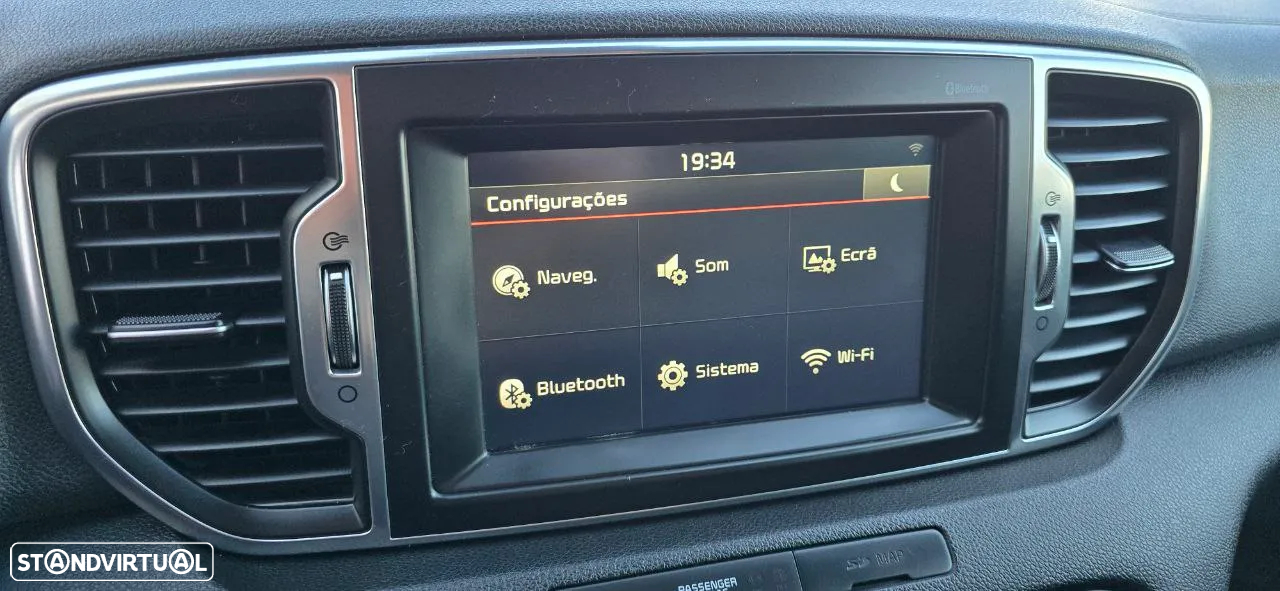 Bluetooth
19:34
Configurações
Naveg.
Som
Ecrã
Bluetooth
Sistema
Wi-Fi
SD MAP
PASSENGER
STANDVIRTUAL